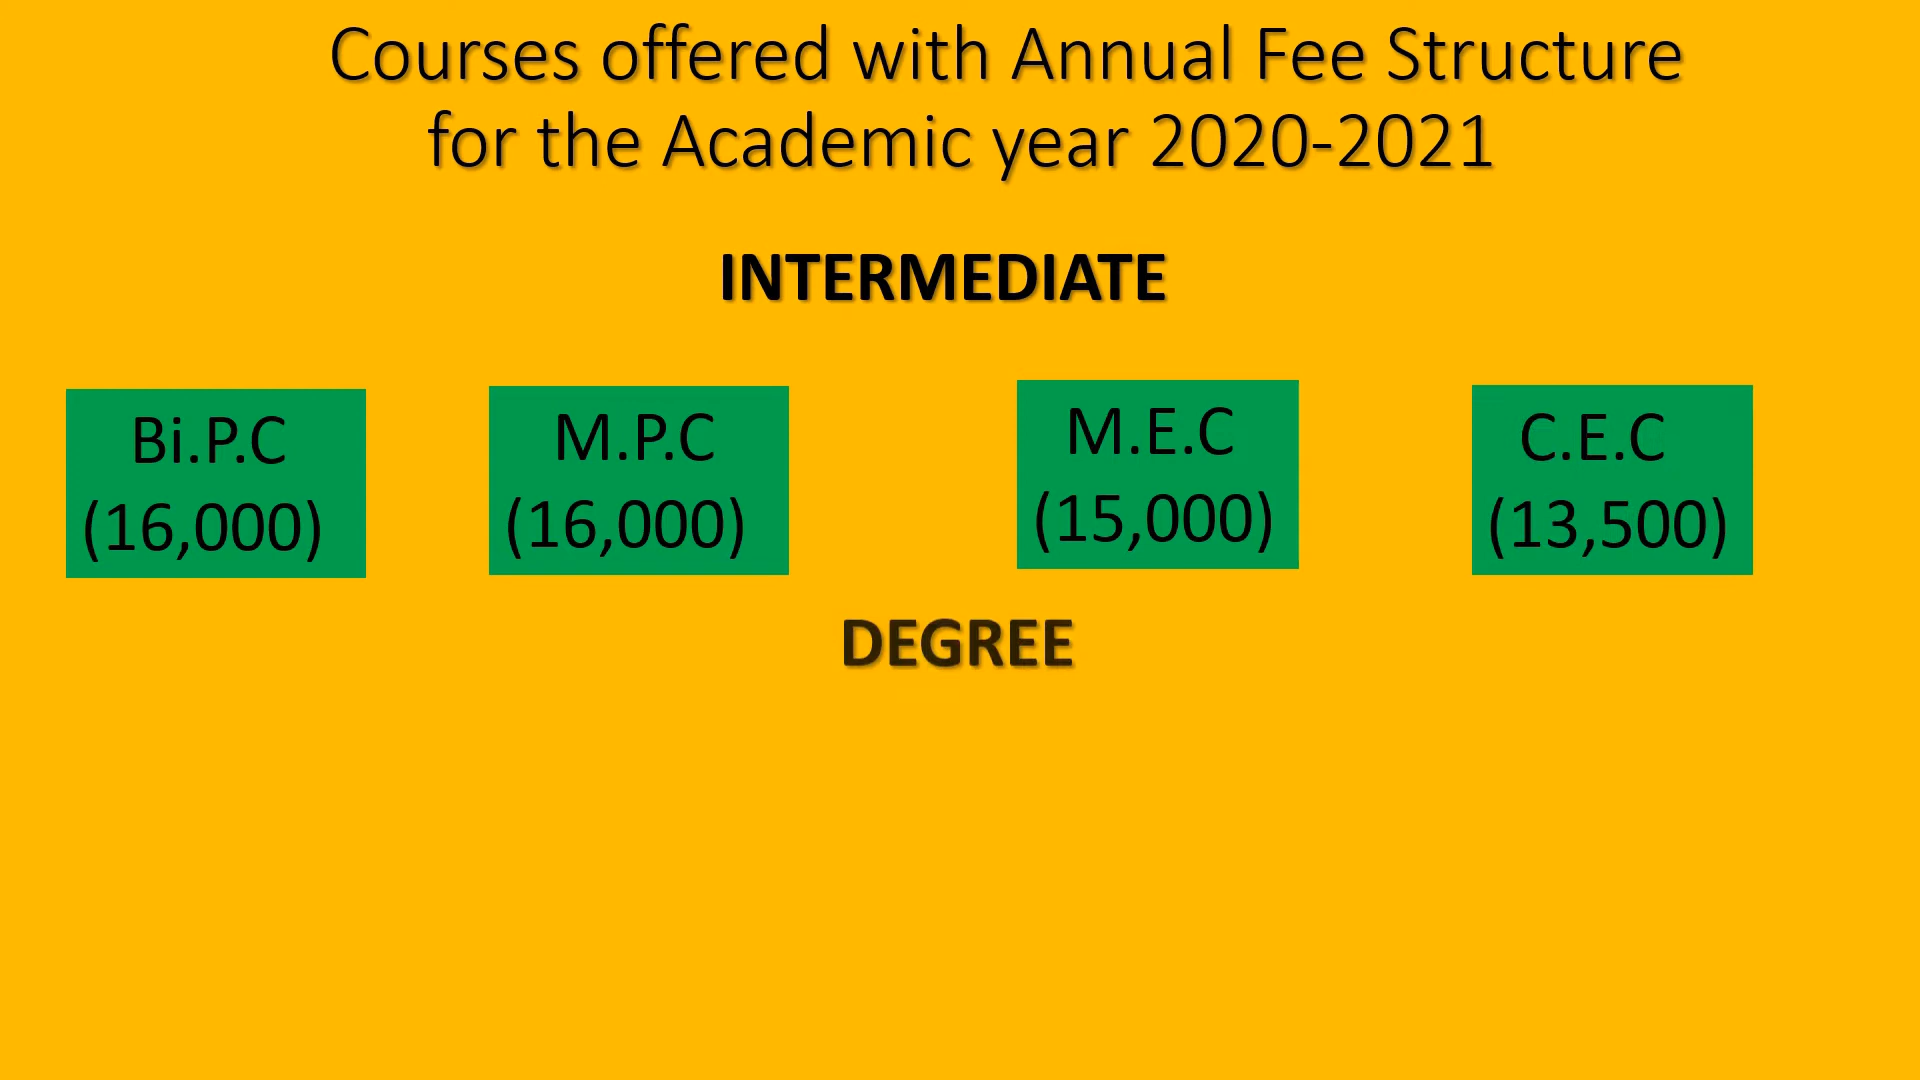 Courses offered with Annual Fee Structure
for the Academic year 2020-2021
INTERMEDIATE
Bi.P.C
(16,000)
M.P.C
(16,000)
M.E.C
(15,000)
C.E.C
(13,500)
DEGREE